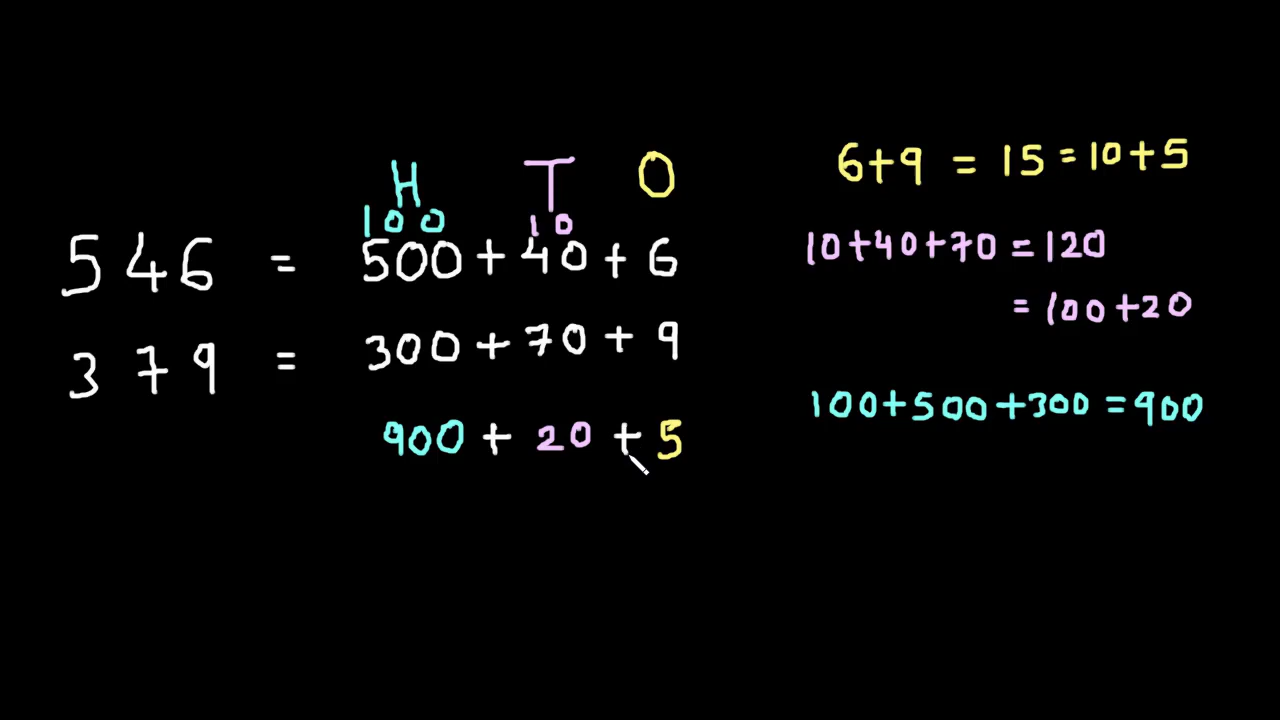 H T O
100 10
546 = 500 + 40 + 6
379 = 300 + 70 + 9
900 + 20 + 5
6+9 = 15 = 10+5
10+40+70 = 120
= 100+20
100+500+300 = 900